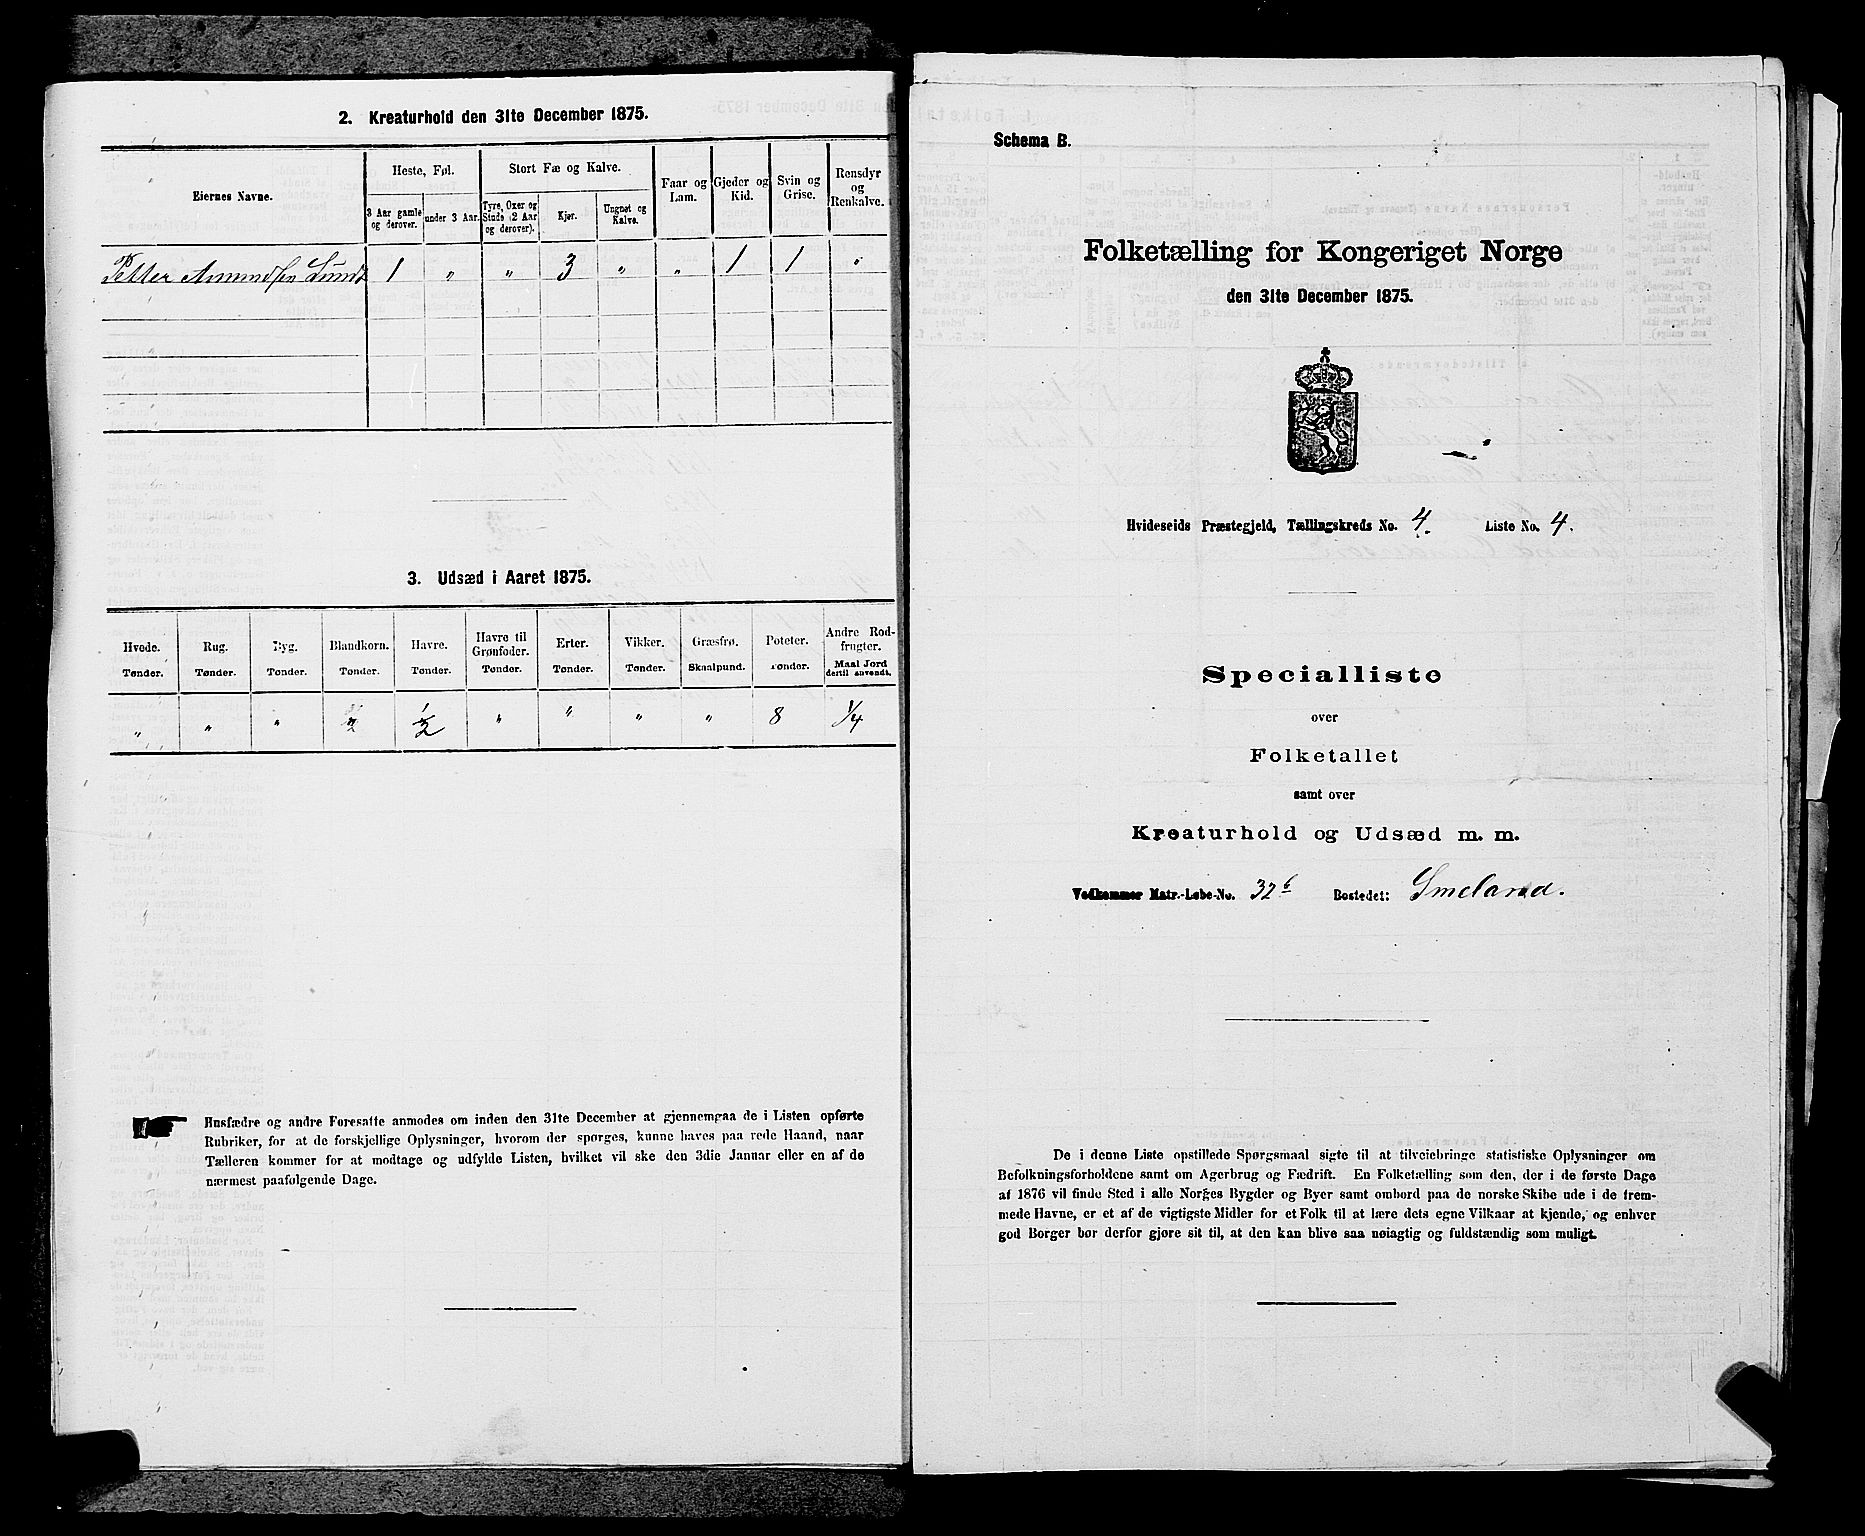 2. Kreaturhold den 31te December 1875.
Eiernes Navne.
Heste, Føl.
3 Aar gamle og derover.
under 3 Aar.
Stort Fæ og Kalve.
Tyre, Oxer og Stude (2 Aar og derover).
Kjør.
Ungnøt og Kalve.
Faar og Lam.
Gjeder og Kid.
Svin og Grise.
Rensdyr og Renkalve.
Petter Amundsen Lund 1 " " 3 " " 1 1 "
3. Udsæd i Aaret 1875.
Hvede. Rug. Byg. Blandkorn. Havre. Havre til Grønfoder. Erter. Vikker. Græsfrø. Poteter. Andre Rodfrugter.
Tønder. Tønder. Tønder. Tønder. Tønder. Tønder. Tønder. Tønder. Skaalpund. Tønder. Maal Jord dertil anvendt.
" " " 1/2 " " " " 8 1/4
Husfædre og andre Foresatte anmodes om inden den 31te December at gjennemgaa de i Listen opførte
Rubriker, for at de forskjellige Oplysninger, hvorom der spørges, kunne haves paa rede Haand, naar
Tælleren kommer for at modtage og udfylde Listen, hvilket vil ske den 3die Januar eller en af de
nærmest paafølgende Dage.
Schema B.
Folketælling for Kongeriget Norge
den 31te December 1875.
Hvideseids Præstegjeld, Tællingskreds No. 4. Liste No. 4.
Specialliste
over
Folketallet
samt over
Kreaturhold og Udsæd m. m.
Vedkommer Matr.-Løbe-No. 32b Bostedet: Smeland.
De i denne Liste opstillede Spørgsmaal sigte til at tilveiebringe statistiske Oplysninger om
Befolkningsforholdene samt om Agerbrug og Fædrift. En Folketælling som den, der i de første Dage
af 1876 vil finde Sted i alle Norges Bygder og Byer samt ombord paa de norske Skibe ude i de frem-
mede Havne, er et af de vigtigste Midler for et Folk til at lære dets egne Vilkaar at kjende, og enhver
god Borger bør derfor gjøre sit til, at den kan blive saa nøiagtig og fuldstændig som muligt.